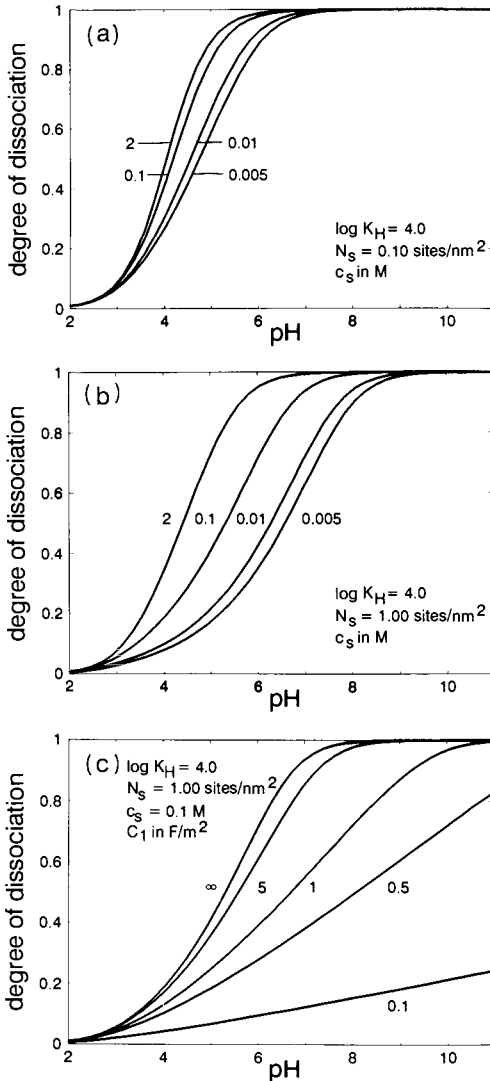 (a)
1
0.8
0.6
0.4
0.2
0
degree of dissociation
2
0.1
0.01
0.005
log K_H = 4.0
N_s = 0.10 sites/nm²
c_s in M
2 4 6 8 10
pH
(b)
1
0.8
0.6
0.4
0.2
0
degree of dissociation
2 0.1 0.01 0.005
log K_H = 4.0
N_s = 1.00 sites/nm²
c_s in M
2 4 6 8 10
pH
(c)
1
0.8
0.6
0.4
0.2
0
degree of dissociation
log K_H = 4.0
N_s = 1.00 sites/nm²
c_s = 0.1 M
C_1 in F/m²
∞ 5 1 0.5
0.1
2 4 6 8 10
pH